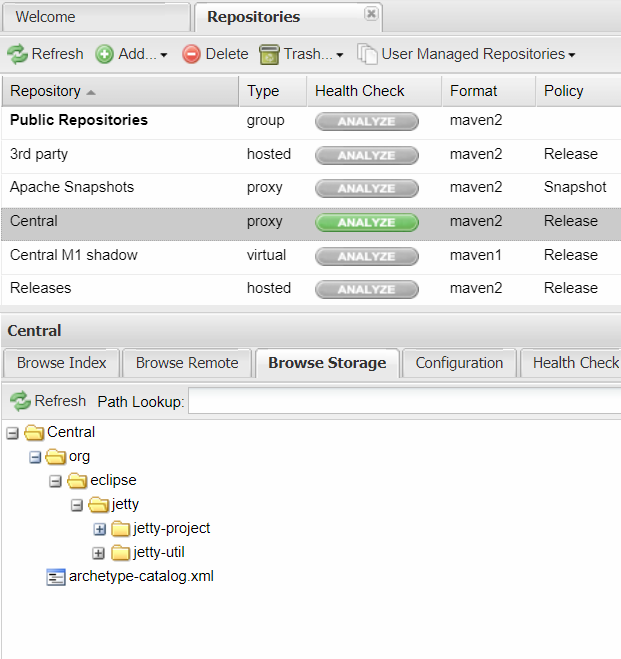 Welcome Repositories
Refresh Add... Delete Trash... User Managed Repositories
Repository Type Health Check Format Policy
Public Repositories group ANALYZE maven2
3rd party hosted ANALYZE maven2 Release
Apache Snapshots proxy ANALYZE maven2 Snapshot
Central proxy ANALYZE maven2 Release
Central M1 shadow virtual ANALYZE maven1 Release
Releases hosted ANALYZE maven2 Release
Central
Browse Index Browse Remote Browse Storage Configuration Health Check
Refresh Path Lookup:
Central
org
eclipse
jetty
jetty-project
jetty-util
archetype-catalog.xml